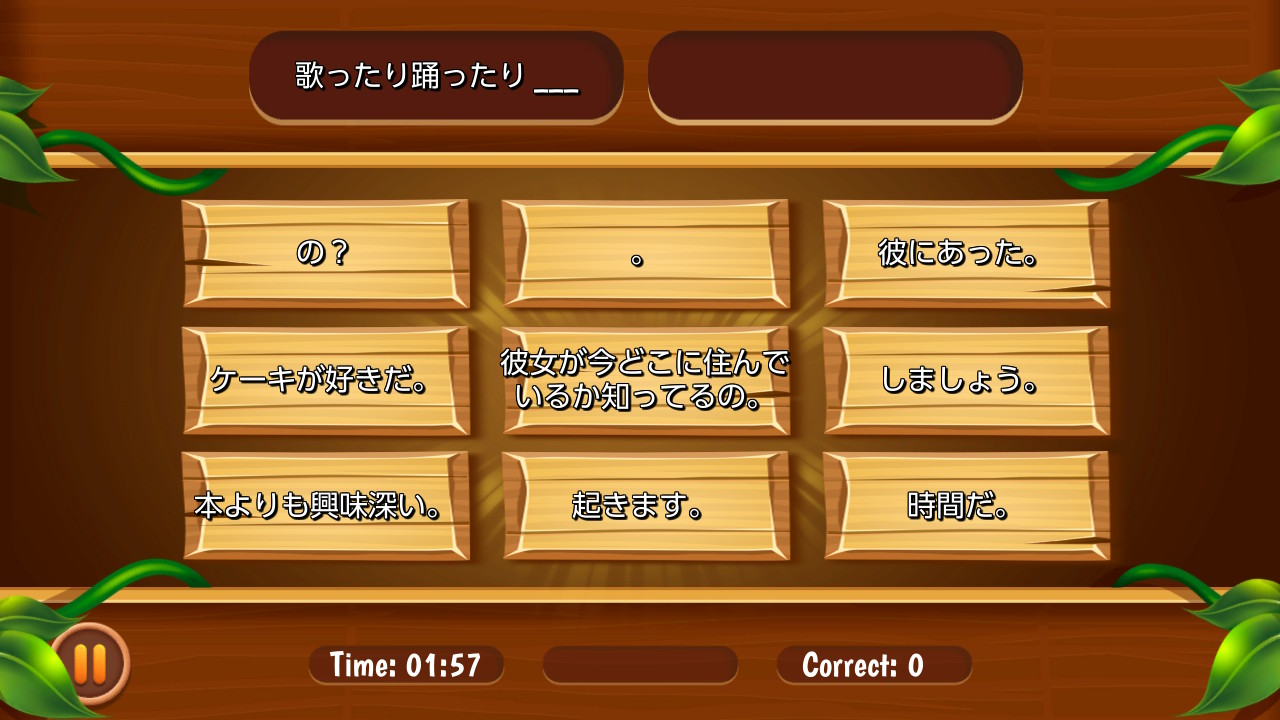 歌ったり踊ったり ___
の？
。
彼にあった。
ケーキが好きだ。
彼女が今どこに住んで
いるか知ってるの。
しましょう。
本よりも興味深い。
起きます。
時間だ。
Time: 01:57
Correct: 0